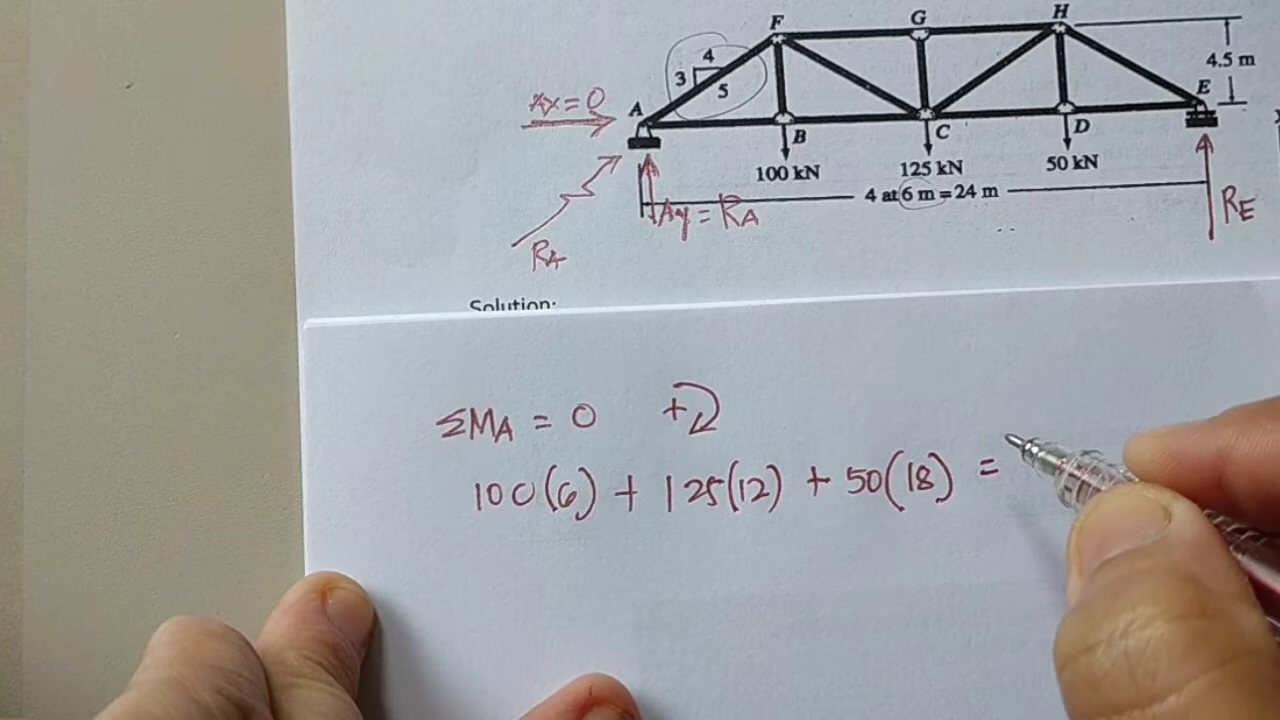 F G H
4
3
5
4.5 m
Ax = 0
A
E
B
C
D
100 kN
125 kN
50 kN
4 at 6 m = 24 m
Ay = RA
RE
RA
Solution:
ΣMA = 0 +
100(6) + 125(12) + 50(18) =